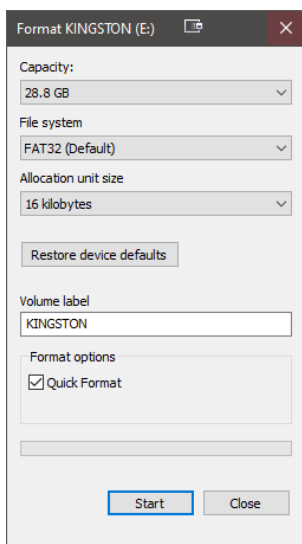 Format KINGSTON (E:)
Capacity:
28.8 GB
File system
FAT32 (Default)
Allocation unit size
16 kilobytes
Restore device defaults
Volume label
KINGSTON
Format options
Quick Format
Start Close